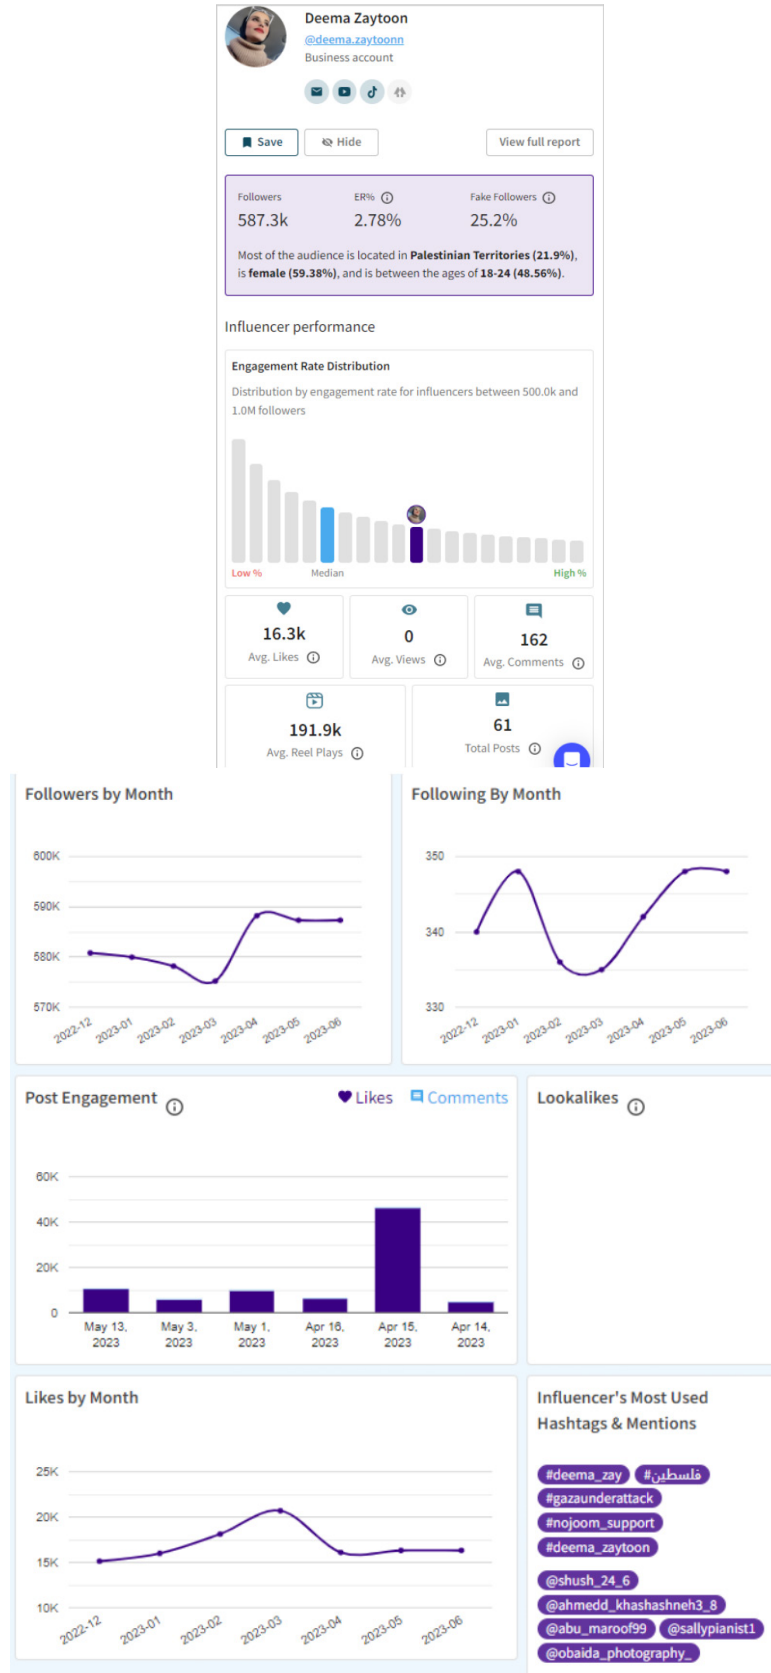 Deema Zaytoon
@deema.zaytoonn
Business account
Save
Hide
View full report
Followers
ER%
Fake Followers
587.3k
2.78%
25.2%
Most of the audience is located in Palestinian Territories (21.9%),
is female (59.38%), and is between the ages of 18-24 (48.56%).
Influencer performance
Engagement Rate Distribution
Distribution by engagement rate for influencers between 500.0k and
1.0M followers
Low %
Median
High %
16.3k
Avg. Likes
0
Avg. Views
162
Avg. Comments
191.9k
Avg. Reel Plays
61
Total Posts
Followers by Month
600K
590K
580K
570K
2022-12 2023-01 2023-02 2023-03 2023-04 2023-05 2023-06
Following By Month
350
340
330
2022-12 2023-01 2023-02 2023-03 2023-04 2023-05 2023-06
Post Engagement
Likes
Comments
60K
40K
20K
0
May 13, 2023
May 3, 2023
May 1, 2023
Apr 16, 2023
Apr 15, 2023
Apr 14, 2023
Lookalikes
Likes by Month
25K
20K
15K
10K
2022-12 2023-01 2023-02 2023-03 2023-04 2023-05 2023-06
Influencer's Most Used
Hashtags & Mentions
#deema_zay #فلسطين
#gazaunderattack
#nojoom_support
#deema_zaytoon
@shush_24_6
@ahmedd_khashashneh3_8
@abu_maroof99 @sallypianist1
@obaida_photography_